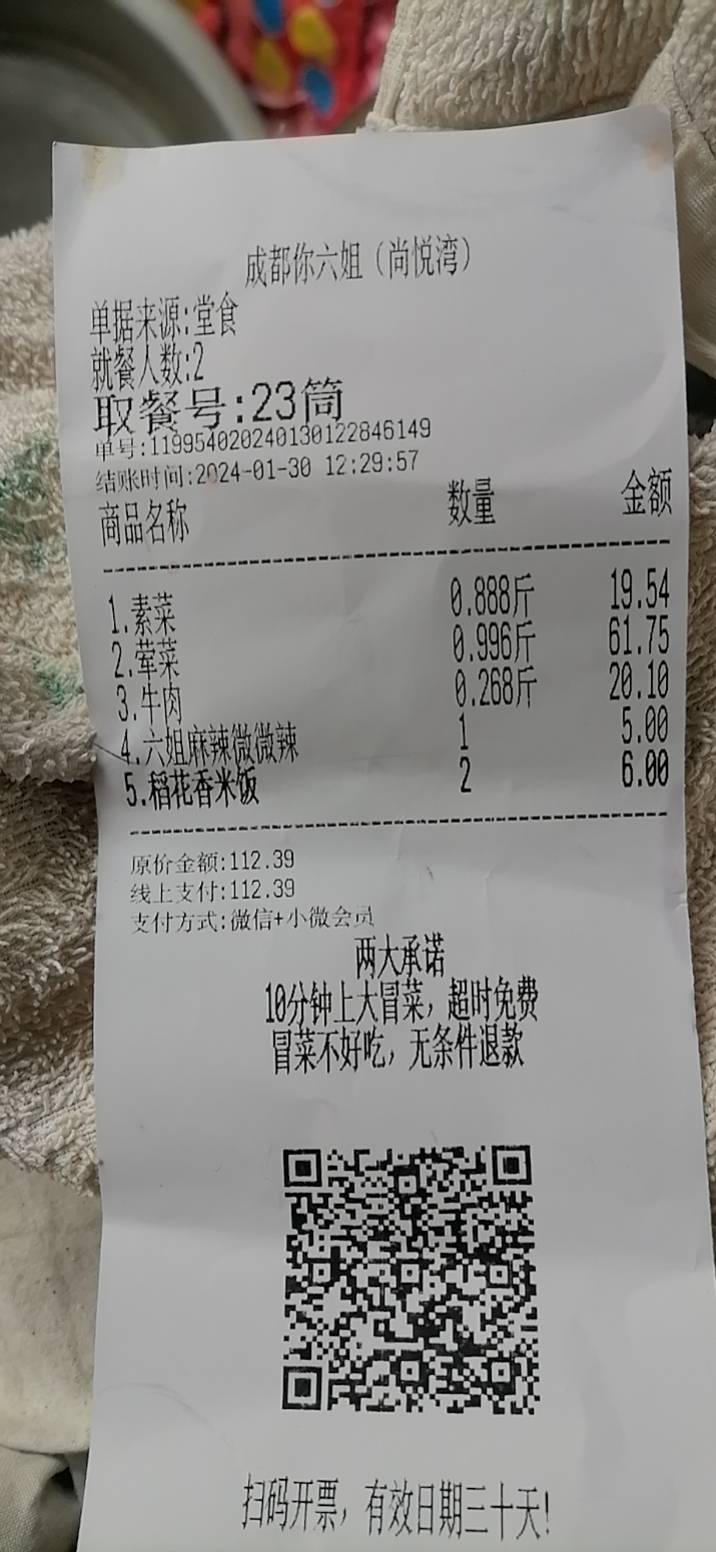 成都你六姐（尚悦湾）
单据来源:堂食
就餐人数:2
取餐号:23筒
单号:119954020240130122846149
结账时间:2024-01-30 12:29:57
商品名称 数量 金额
1.素菜 0.888斤 19.54
2.荤菜 0.996斤 61.75
3.牛肉 0.268斤 20.10
4.六姐麻辣微微辣 1 5.00
5.稻花香米饭 2 6.00
原价金额:112.39
线上支付:112.39
支付方式:微信+小微会员
两大承诺
10分钟上大冒菜，超时免费
冒菜不好吃，无条件退款
扫码开票，有效日期三十天!